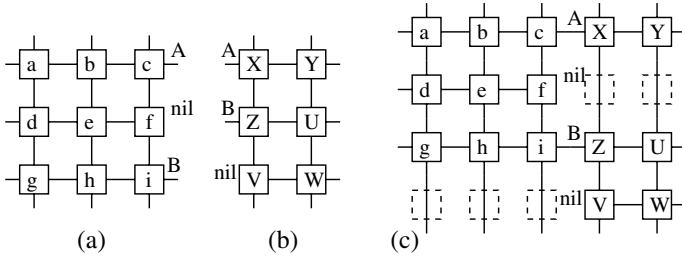 a b c A
d e f nil
g h i B
(a)
A X Y
B Z U
nil V W
(b)
a b c A X Y
d e f nil
g h i B Z U
nil V W
(c)